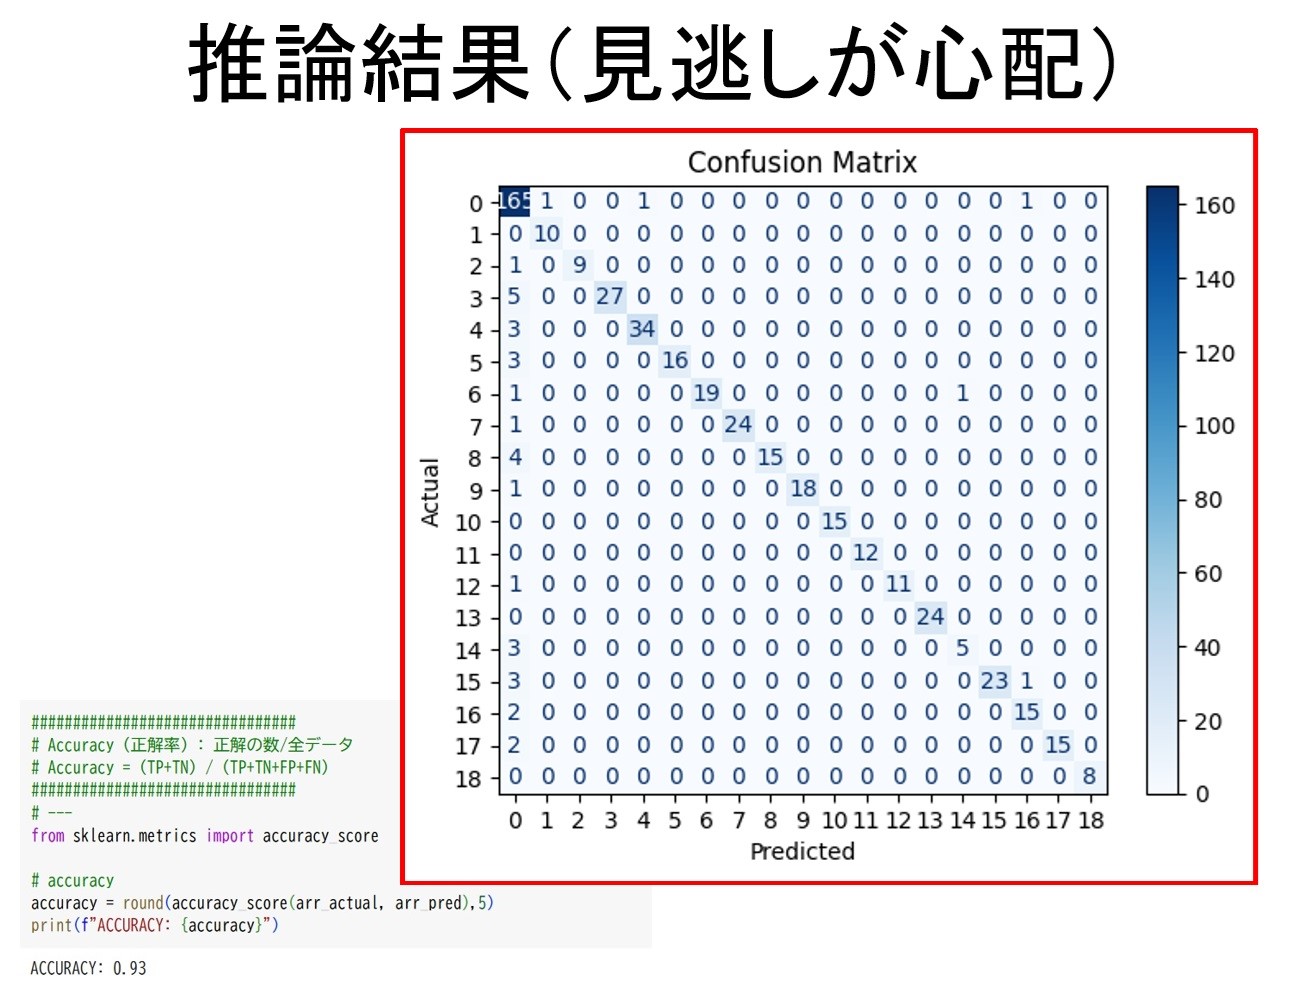 推論結果（見逃しが心配）
Confusion Matrix
0 165 1 0 0 1 0 0 0 0 0 0 0 0 0 0 0 1 0 0
1 0 10 0 0 0 0 0 0 0 0 0 0 0 0 0 0 0 0 0
2 1 0 9 0 0 0 0 0 0 0 0 0 0 0 0 0 0 0 0
3 5 0 0 27 0 0 0 0 0 0 0 0 0 0 0 0 0 0 0
4 3 0 0 0 34 0 0 0 0 0 0 0 0 0 0 0 0 0 0
5 3 0 0 0 0 16 0 0 0 0 0 0 0 0 0 0 0 0 0
6 1 0 0 0 0 0 19 0 0 0 0 0 0 0 1 0 0 0 0
7 1 0 0 0 0 0 0 24 0 0 0 0 0 0 0 0 0 0 0
8 4 0 0 0 0 0 0 0 15 0 0 0 0 0 0 0 0 0 0
9 1 0 0 0 0 0 0 0 0 18 0 0 0 0 0 0 0 0 0
10 0 0 0 0 0 0 0 0 0 0 15 0 0 0 0 0 0 0 0
11 0 0 0 0 0 0 0 0 0 0 0 12 0 0 0 0 0 0 0
12 1 0 0 0 0 0 0 0 0 0 0 0 11 0 0 0 0 0 0
13 0 0 0 0 0 0 0 0 0 0 0 0 0 24 0 0 0 0 0
14 3 0 0 0 0 0 0 0 0 0 0 0 0 0 5 0 0 0 0
15 3 0 0 0 0 0 0 0 0 0 0 0 0 0 0 23 1 0 0
16 2 0 0 0 0 0 0 0 0 0 0 0 0 0 0 0 15 0 0
17 2 0 0 0 0 0 0 0 0 0 0 0 0 0 0 0 0 15 0
18 0 0 0 0 0 0 0 0 0 0 0 0 0 0 0 0 0 0 8
0 1 2 3 4 5 6 7 8 9 10 11 12 13 14 15 16 17 18
Predicted
Actual
160
140
120
100
80
60
40
20
0
################################
# Accuracy (正解率) : 正解の数/全データ
# Accuracy = (TP+TN) / (TP+TN+FP+FN)
################################
# ---
from sklearn.metrics import accuracy_score
# accuracy
accuracy = round(accuracy_score(arr_actual, arr_pred),5)
print(f"ACCURACY: {accuracy}")
ACCURACY: 0.93